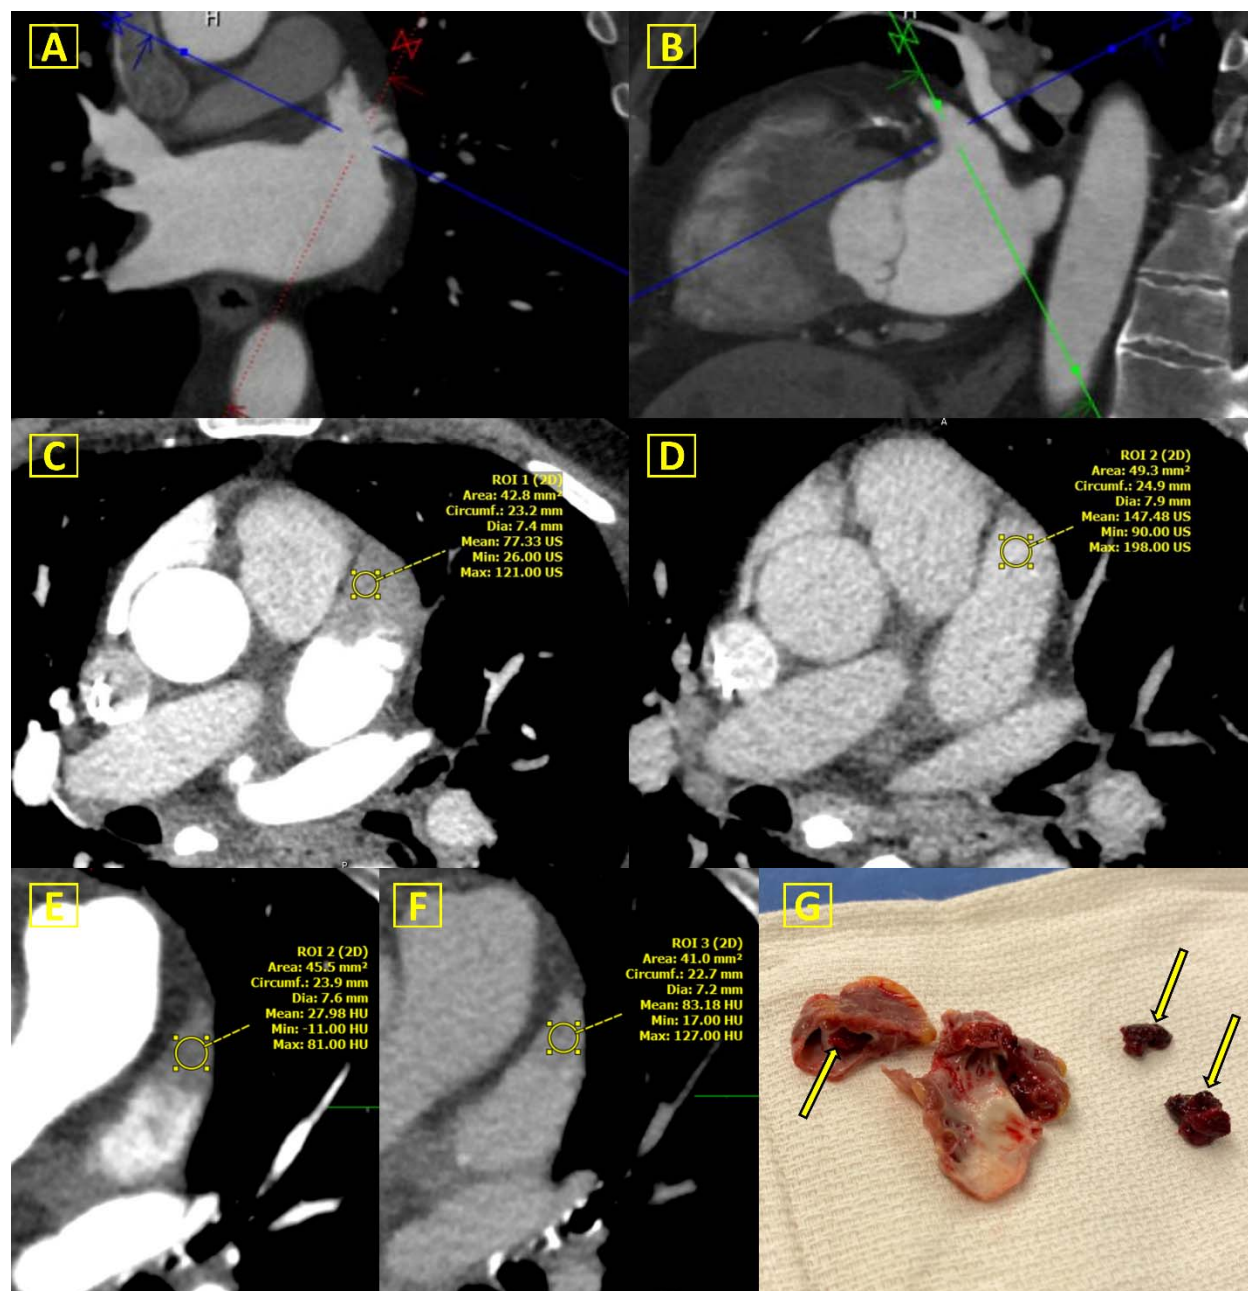 A
H
B
H
C
ROI 1 (2D)
Area: 42.8 mm²
Circumf.: 23.2 mm
Dia: 7.4 mm
Mean: 77.33 US
Min: 26.00 US
Max: 121.00 US
P
D
A
ROI 2 (2D)
Area: 49.3 mm²
Circumf.: 24.9 mm
Dia: 7.9 mm
Mean: 147.48 US
Min: 90.00 US
Max: 198.00 US
E
ROI 2 (2D)
Area: 45.5 mm²
Circumf.: 23.9 mm
Dia: 7.6 mm
Mean: 27.98 HU
Min: -11.00 HU
Max: 81.00 HU
F
ROI 3 (2D)
Area: 41.0 mm²
Circumf.: 22.7 mm
Dia: 7.2 mm
Mean: 83.18 HU
Min: 17.00 HU
Max: 127.00 HU
G